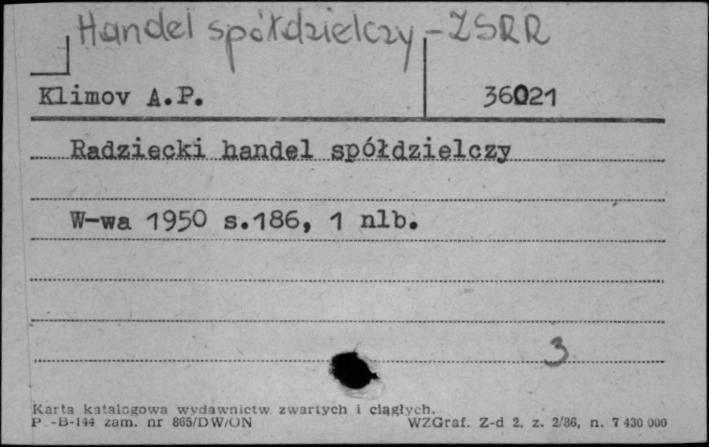 Handel spółdzielczy - ZSRR
Klimov A.P. 36021
Radziecki handel spółdzielczy
W-wa 1950 s.186, 1 nlb.
3
Karta katalogowa wydawnictw zwartych i ciągłych.
P -B-144 zam. nr 865/DW/ON WZGraf. Z-d 2, z. 2/86, n. 7 430 000